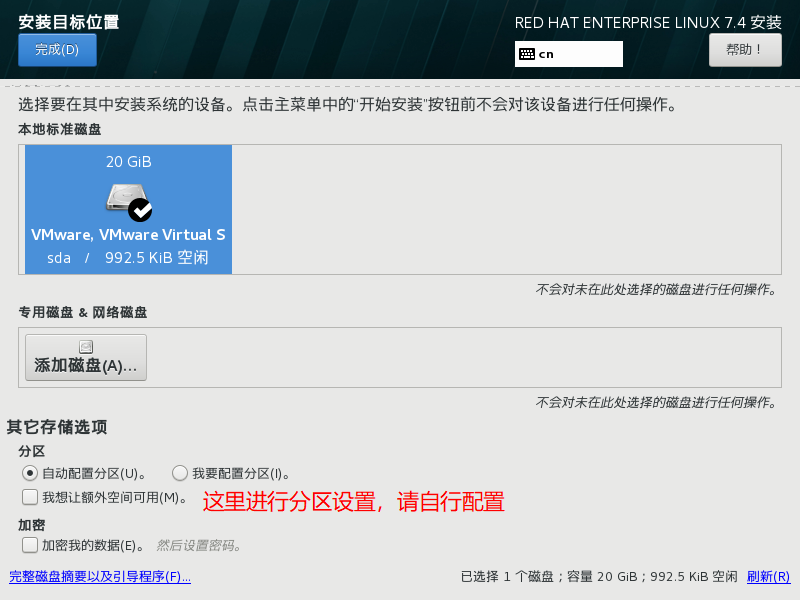 安装目标位置
RED HAT ENTERPRISE LINUX 7.4 安装
完成(D)
cn
帮助！
选择要在其中安装系统的设备。点击主菜单中的“开始安装”按钮前不会对该设备进行任何操作。
本地标准磁盘
20 GiB
VMware, VMware Virtual S
sda / 992.5 KiB 空闲
不会对未在此处选择的磁盘进行任何操作。
专用磁盘 & 网络磁盘
添加磁盘(A)...
不会对未在此处选择的磁盘进行任何操作。
其它存储选项
分区
自动配置分区(U)。 我要配置分区(I)。
我想让额外空间可用(M)。
这里进行分区设置，请自行配置
加密
加密我的数据(E)。 然后设置密码。
完整磁盘摘要以及引导程序(F)...
已选择 1 个磁盘；容量 20 GiB；992.5 KiB 空闲 刷新(R)